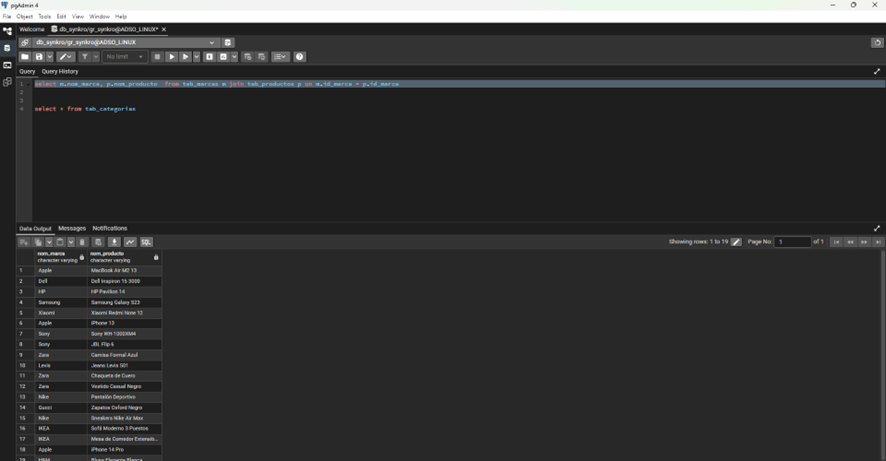 pgAdmin 4
File Object Tools Edit View Window Help
Welcome db_synkro/gr_synkro@ADSO_LINUX* ×
db_synkro/gr_synkro@ADSO_LINUX
No limit
Query Query History
1 select m.nom_marca, p.nom_producto from tab_marcas m join tab_productos p on m.id_marca = p.id_marca
2
3
4 select * from tab_categorias
Data Output Messages Notifications
SQL Showing rows: 1 to 19 Page No: 1 of 1
nom_marca nom_producto
character varying character varying
1 Apple MacBook Air M2 13
2 Dell Dell Inspiron 15 3000
3 HP HP Pavilion 14
4 Samsung Samsung Galaxy S23
5 Xiaomi Xiaomi Redmi Note 12
6 Apple iPhone 13
7 Sony Sony WH-1000XM4
8 Sony JBL Flip 6
9 Zara Camisa Formal Azul
10 Levis Jeans Levis 501
11 Zara Chaqueta de Cuero
12 Zara Vestido Casual Negro
13 Nike Pantalón Deportivo
14 Gucci Zapatos Oxford Negro
15 Nike Sneakers Nike Air Max
16 IKEA Sofá Moderno 3 Puestos
17 IKEA Mesa de Comedor Extensib...
18 Apple iPhone 14 Pro
19 H&M Blusa Elegante Blanca